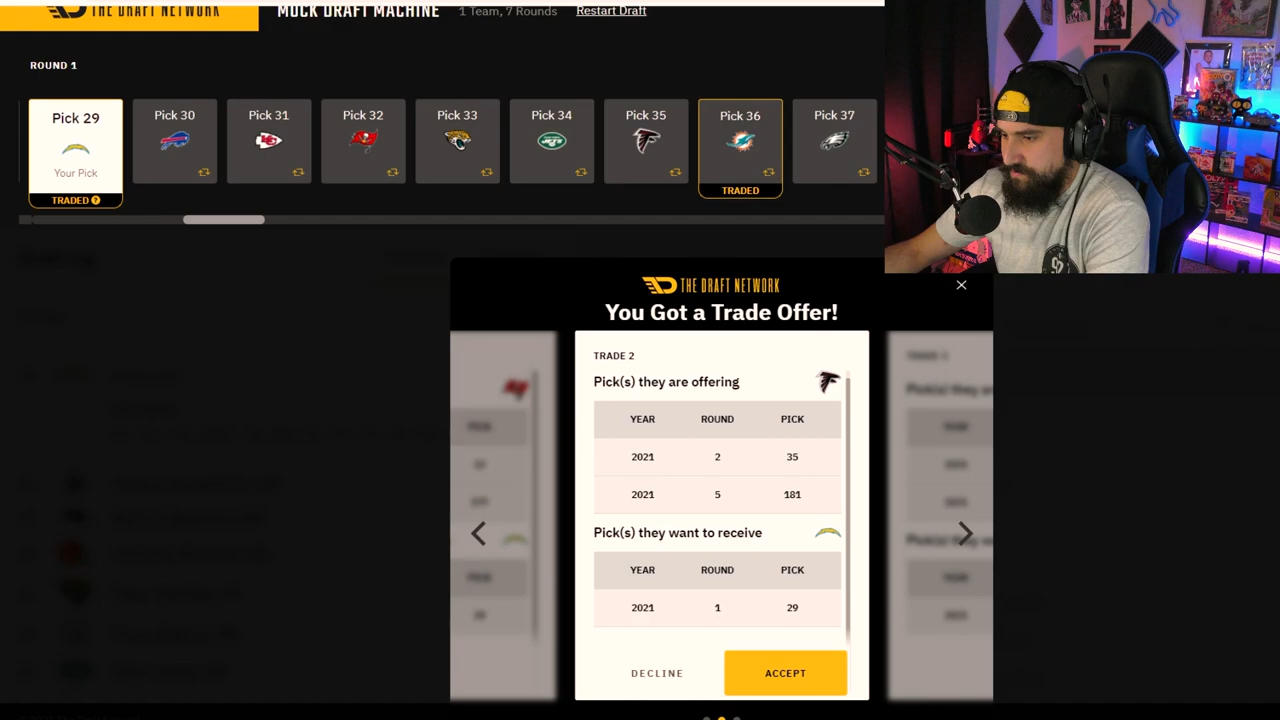 THE DRAFT NETWORK
MOCK DRAFT MACHINE
1 Team, 7 Rounds
Restart Draft
ROUND 1
Pick 29
Your Pick
TRADED
Pick 30
Pick 31
Pick 32
Pick 33
Pick 34
Pick 35
Pick 36
TRADED
Pick 37
THE DRAFT NETWORK
You Got a Trade Offer!
TRADE 2
Pick(s) they are offering
YEAR ROUND PICK
2021 2 35
2021 5 181
Pick(s) they want to receive
YEAR ROUND PICK
2021 1 29
DECLINE
ACCEPT